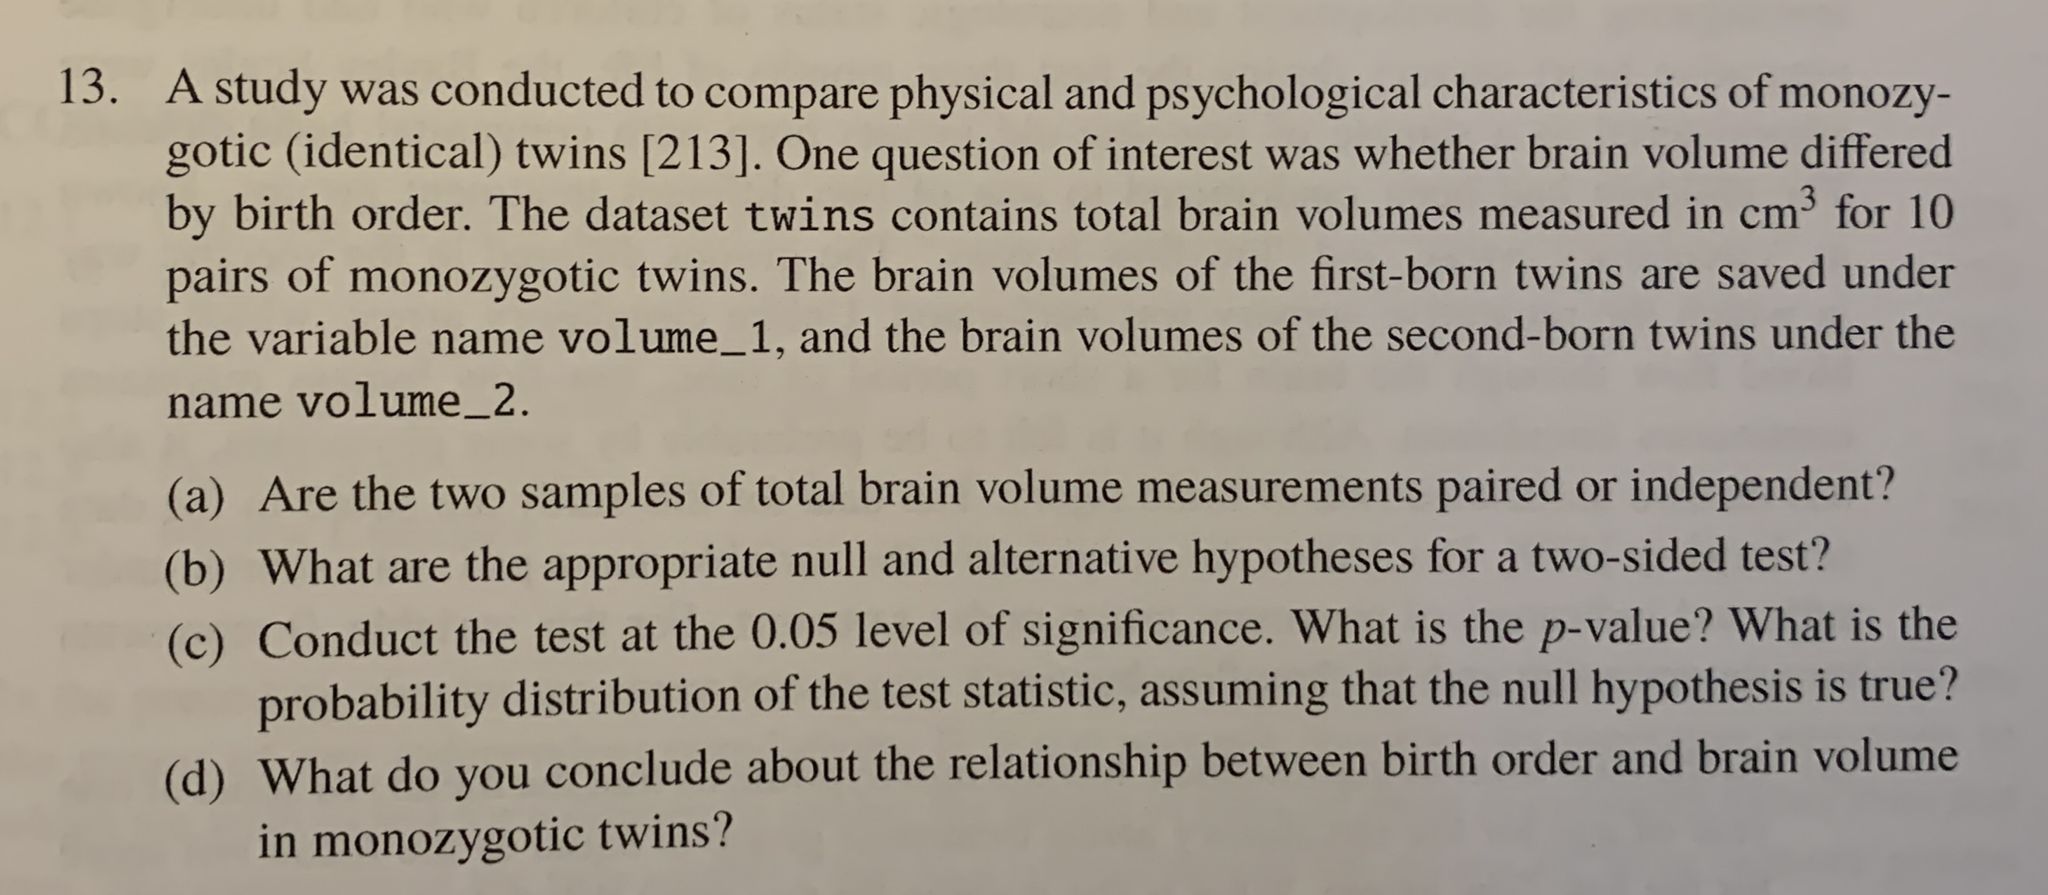 13. A study was conducted to compare physical and psychological characteristics of monozy-
gotic (identical) twins [213]. One question of interest was whether brain volume differed
by birth order. The dataset twins contains total brain volumes measured in cm³ for 10
pairs of monozygotic twins. The brain volumes of the first-born twins are saved under
the variable name volume_1, and the brain volumes of the second-born twins under the
name volume_2.
(a) Are the two samples of total brain volume measurements paired or independent?
(b) What are the appropriate null and alternative hypotheses for a two-sided test?
(c) Conduct the test at the 0.05 level of significance. What is the p-value? What is the
probability distribution of the test statistic, assuming that the null hypothesis is true?
(d) What do you conclude about the relationship between birth order and brain volume
in monozygotic twins?